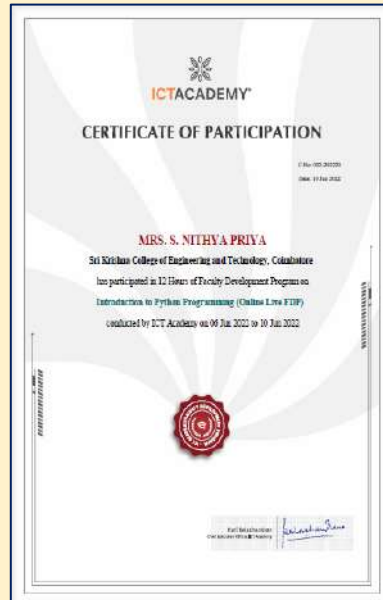 ICTACADEMY
CERTIFICATE OF PARTICIPATION
2022
MRS. S. NITHYA PRIYA
Sri Krishna College of Engineering and Technology, Coimbatore
has participated in 12 Hours of Faculty Development Program on
Introduction to Python Programming (Online Live FDP)
conducted by ICT Academy on 06 Jun 2022 to 10 Jun 2022